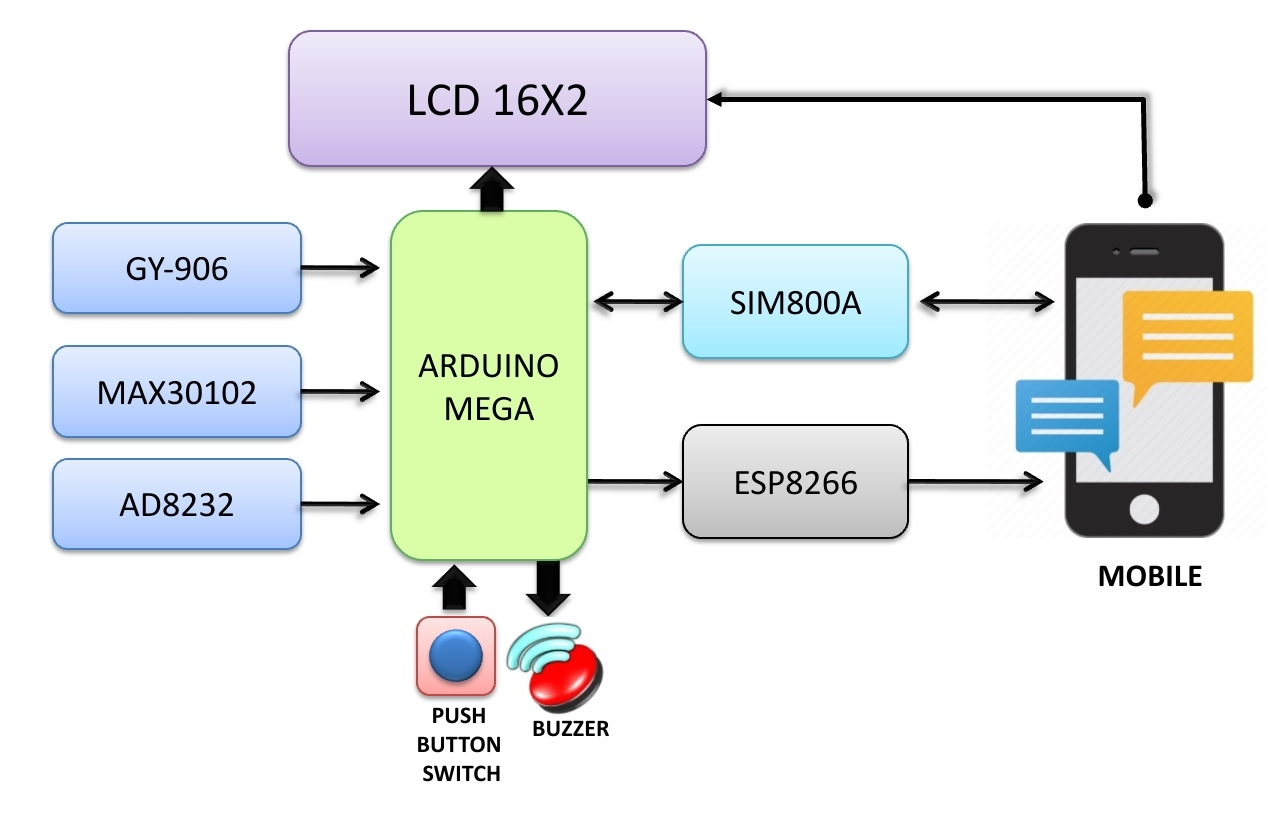 LCD 16X2
GY-906
MAX30102
AD8232
ARDUINO
MEGA
SIM800A
ESP8266
MOBILE
PUSH
BUTTON
SWITCH
BUZZER